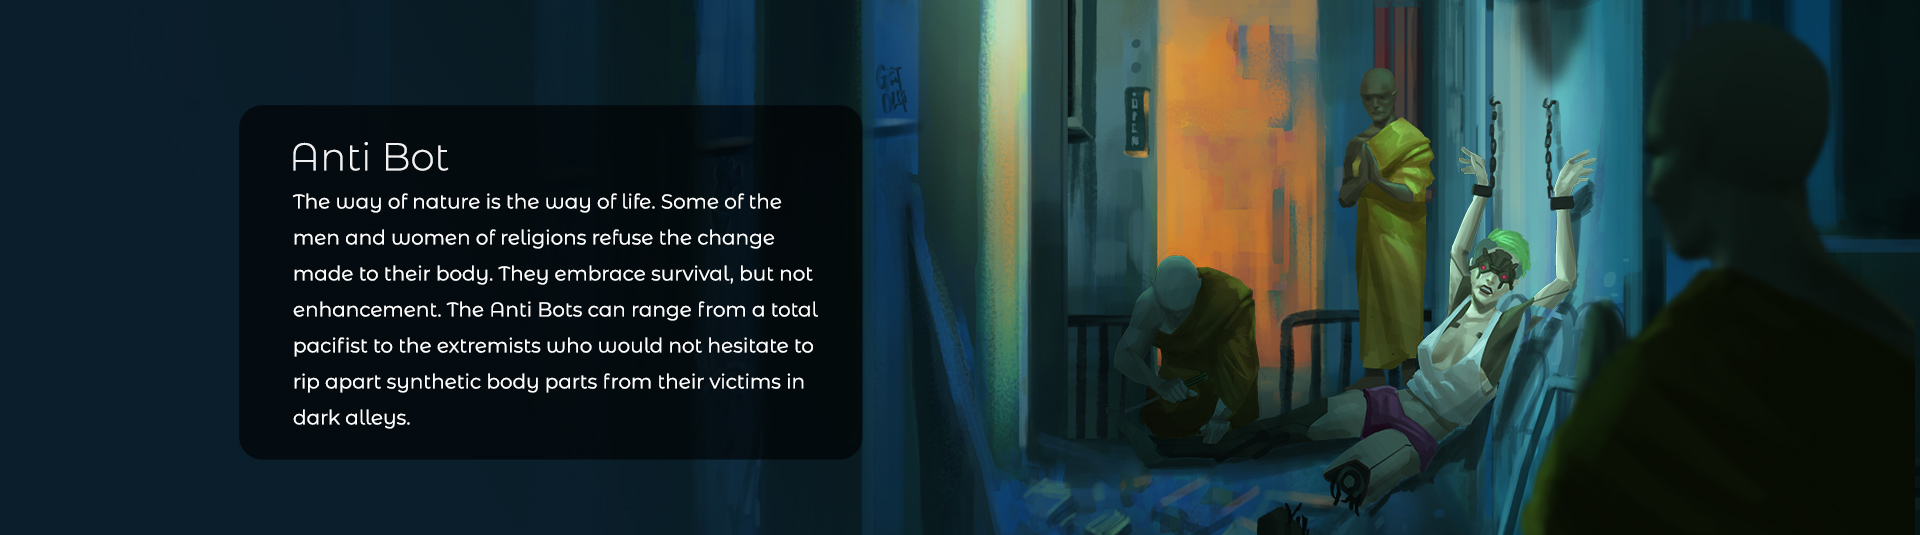 Anti Bot
The way of nature is the way of life. Some of the
men and women of religions refuse the change
made to their body. They embrace survival, but not
enhancement. The Anti Bots can range from a total
pacifist to the extremists who would not hesitate to
rip apart synthetic body parts from their victims in
dark alleys.
GET
OPEN